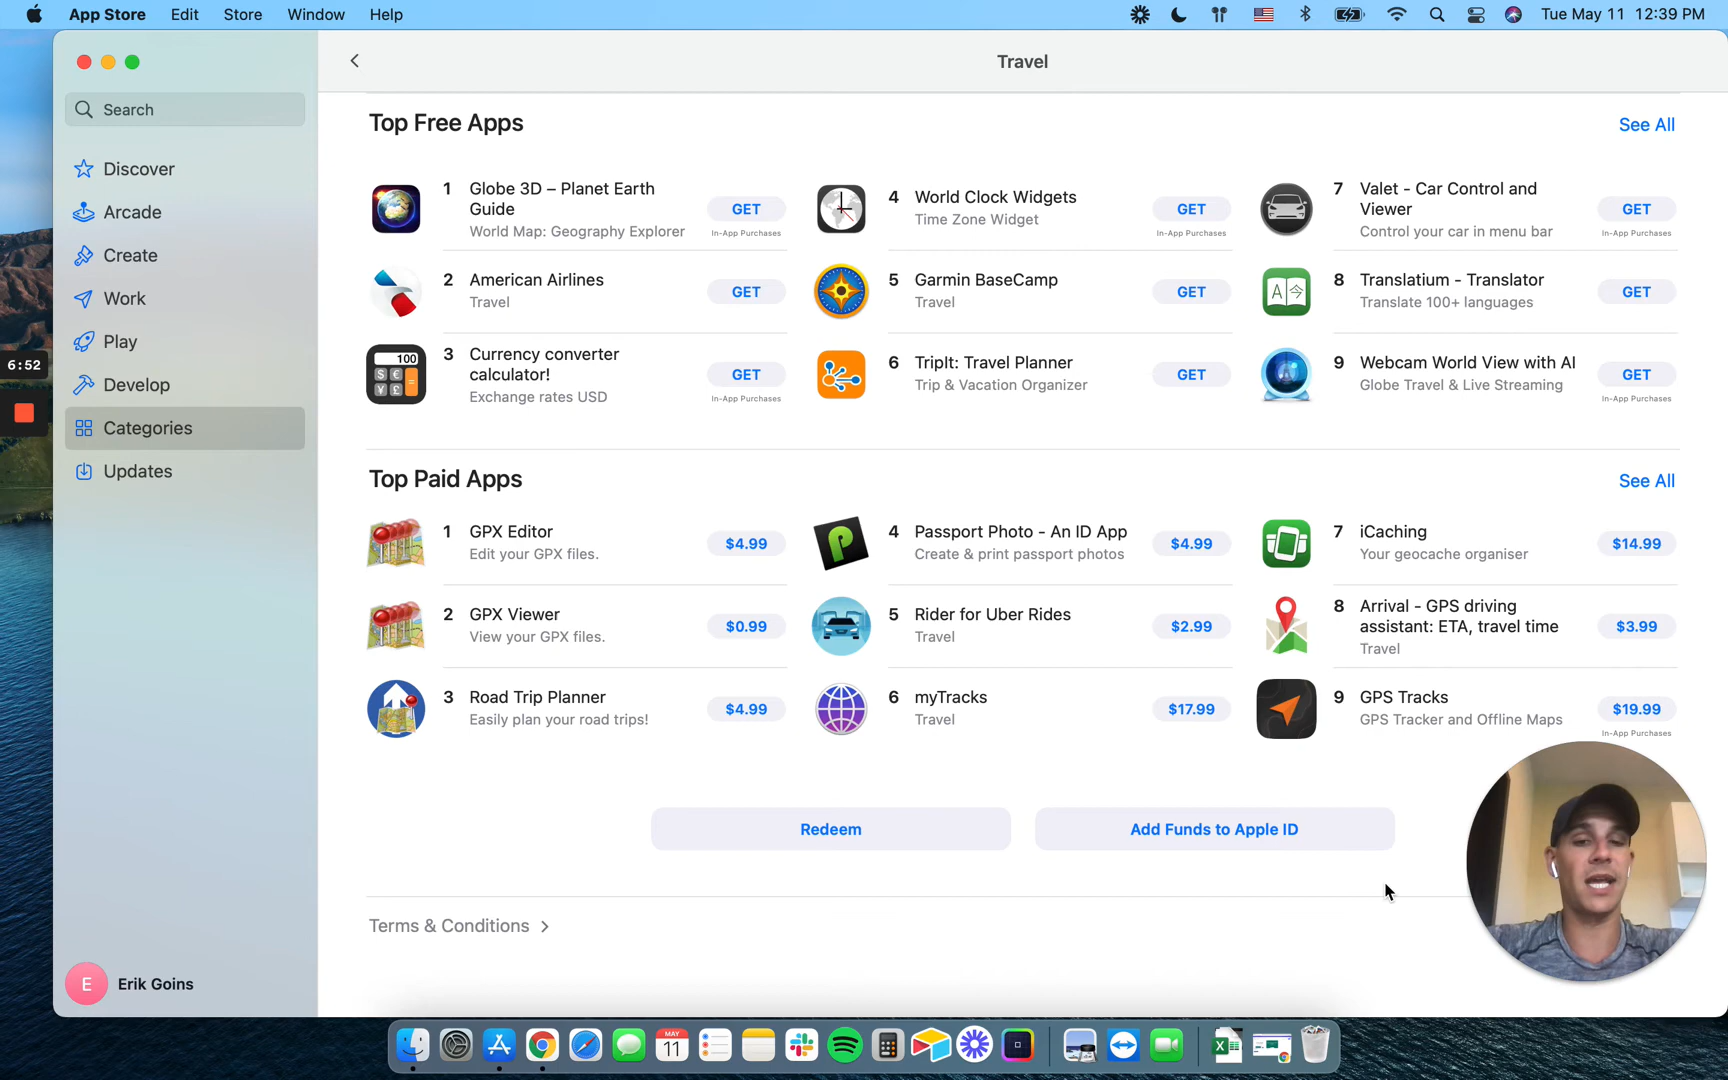 App Store Edit Store Window Help Tue May 11 12:39 PM
Travel
Search
Discover
Arcade
Create
Work
Play
Develop
Categories
Updates
6:52
E Erik Goins
Top Free Apps See All
1 Globe 3D – Planet Earth Guide
World Map: Geography Explorer
GET
In-App Purchases
2 American Airlines
Travel
GET
100
$ €
¥ £ =
3 Currency converter calculator!
Exchange rates USD
GET
In-App Purchases
4 World Clock Widgets
Time Zone Widget
GET
In-App Purchases
5 Garmin BaseCamp
Travel
GET
6 TripIt: Travel Planner
Trip & Vacation Organizer
GET
7 Valet - Car Control and Viewer
Control your car in menu bar
GET
In-App Purchases
A 今
8 Translatium - Translator
Translate 100+ languages
GET
9 Webcam World View with AI
Globe Travel & Live Streaming
GET
In-App Purchases
Top Paid Apps See All
1 GPX Editor
Edit your GPX files.
$4.99
2 GPX Viewer
View your GPX files.
$0.99
3 Road Trip Planner
Easily plan your road trips!
$4.99
4 Passport Photo - An ID App
Create & print passport photos
$4.99
5 Rider for Uber Rides
Travel
$2.99
6 myTracks
Travel
$17.99
7 iCaching
Your geocache organiser
$14.99
8 Arrival - GPS driving assistant: ETA, travel time
Travel
$3.99
9 GPS Tracks
GPS Tracker and Offline Maps
$19.99
In-App Purchases
Redeem Add Funds to Apple ID
Terms & Conditions
MAY
11